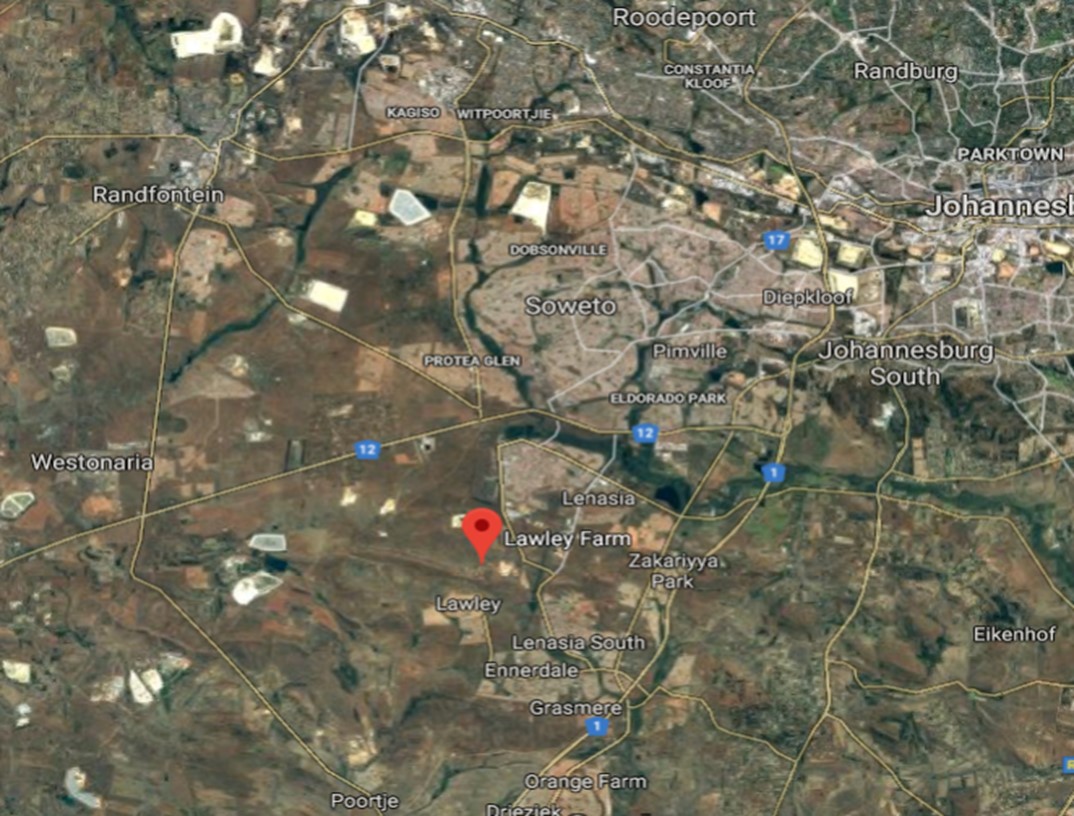 Roodepoort
CONSTANTIA
KLOOF
Randburg
KAGISO
WITPOORTJIE
PARKTOWN
Randfontein
Johannesb
DOBSONVILLE
17
Soweto
Diepkloof
PROTEA GLEN
Pimville
Johannesburg
South
ELDORADO PARK
12
12
Westonaria
1
Lenasia
Lawley Farm
Zakariyya
Park
Lawley
Lenasia South
Eikenhof
Ennerdale
Grasmere
1
R
Orange Farm
Poortje
Drieziek